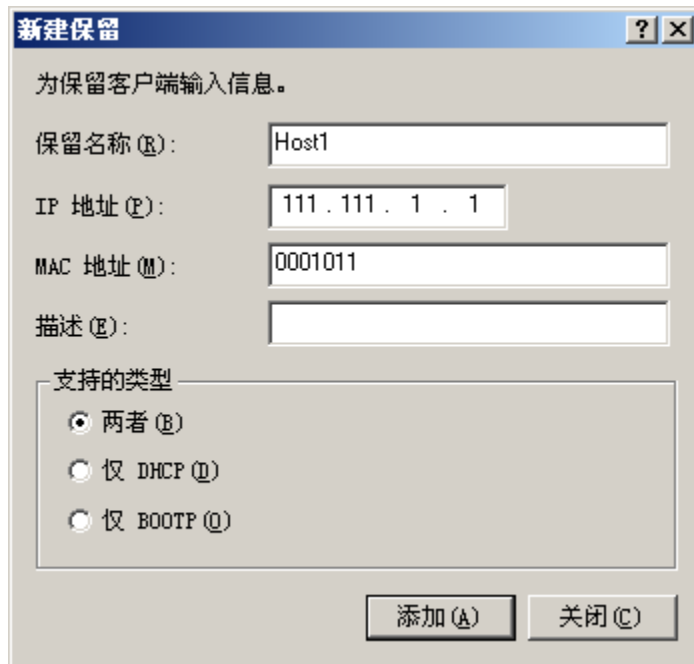 新建保留
为保留客户端输入信息。
保留名称(R): Host1
IP 地址(P): 111 . 111 . 1 . 1
MAC 地址(M): 0001011
描述(E):
支持的类型
两者(B)
仅 DHCP(D)
仅 BOOTP(O)
添加(A) 关闭(C)